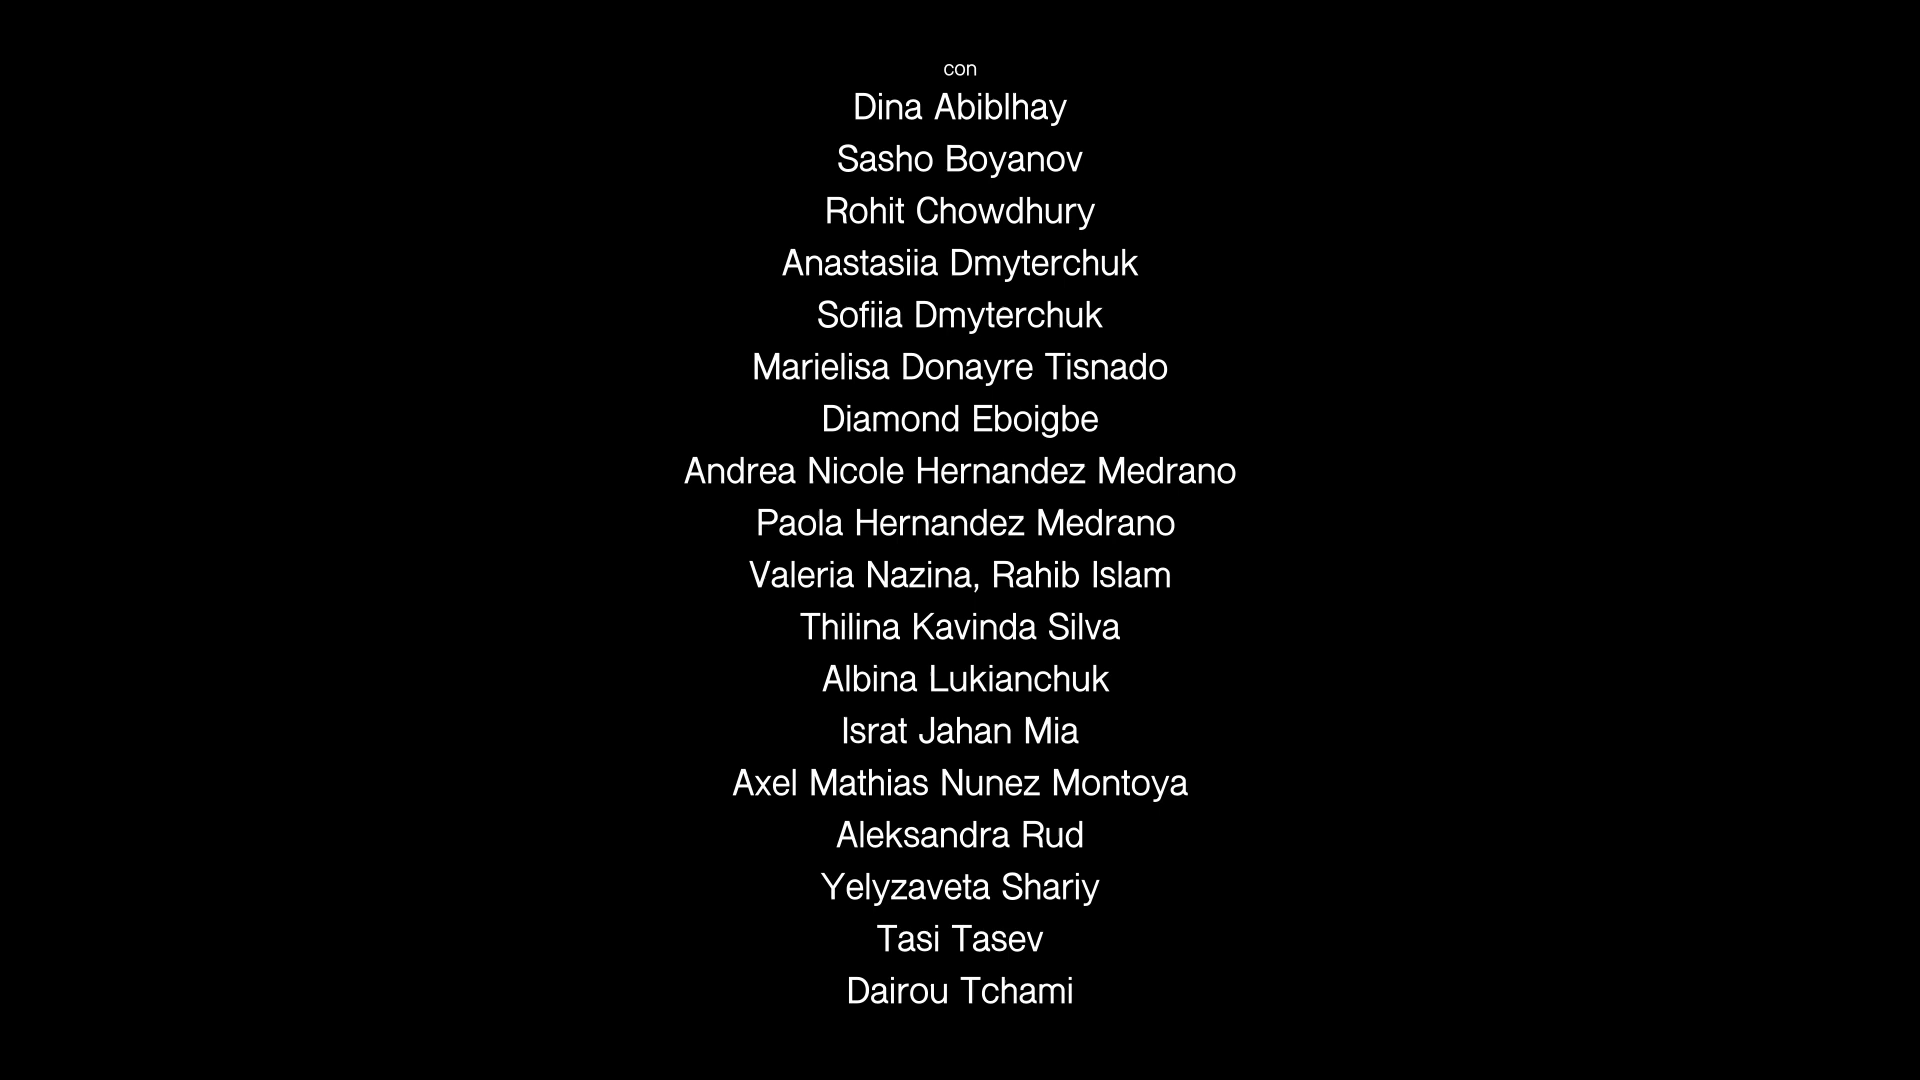 con
Dina Abiblhay
Sasho Boyanov
Rohit Chowdhury
Anastasiia Dmyterchuk
Sofiia Dmyterchuk
Marielisa Donayre Tisnado
Diamond Eboigbe
Andrea Nicole Hernandez Medrano
Paola Hernandez Medrano
Valeria Nazina, Rahib Islam
Thilina Kavinda Silva
Albina Lukianchuk
Israt Jahan Mia
Axel Mathias Nunez Montoya
Aleksandra Rud
Yelyzaveta Shariy
Tasi Tasev
Dairou Tchami